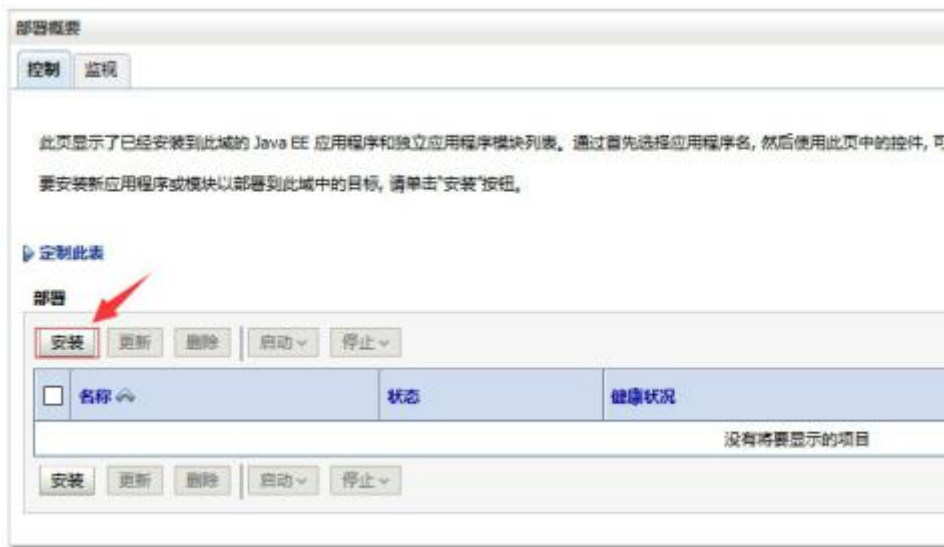 部署概要
控制 监视
此页显示了已经安装到此域的 Java EE 应用程序和独立应用程序模块列表。通过首先选择应用程序名, 然后使用此页中的控件, 可
要安装新应用程序或模块以部署到此域中的目标, 请单击"安装"按钮。
定制此表
部署
安装 更新 删除 启动 停止
名称 状态 健康状况
没有将要显示的项目
安装 更新 删除 启动 停止